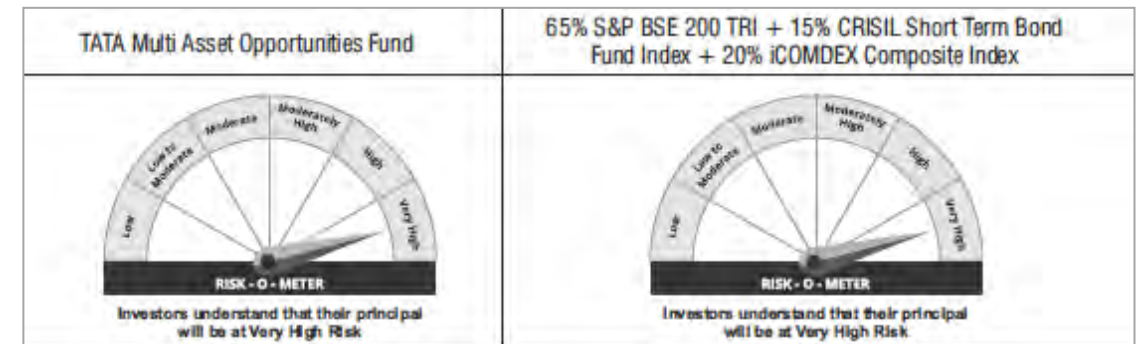 TATA Multi Asset Opportunities Fund
65% S&P BSE 200 TRI + 15% CRISIL Short Term Bond
Fund Index + 20% iCOMDEX Composite Index
Low
Low to
Moderate
Moderate
Moderately
High
High
Very High
RISK - O - METER
Investors understand that their principal
will be at Very High Risk
Low
Low to
Moderate
Moderate
Moderately
High
High
Very High
RISK - O - METER
Investors understand that their principal
will be at Very High Risk